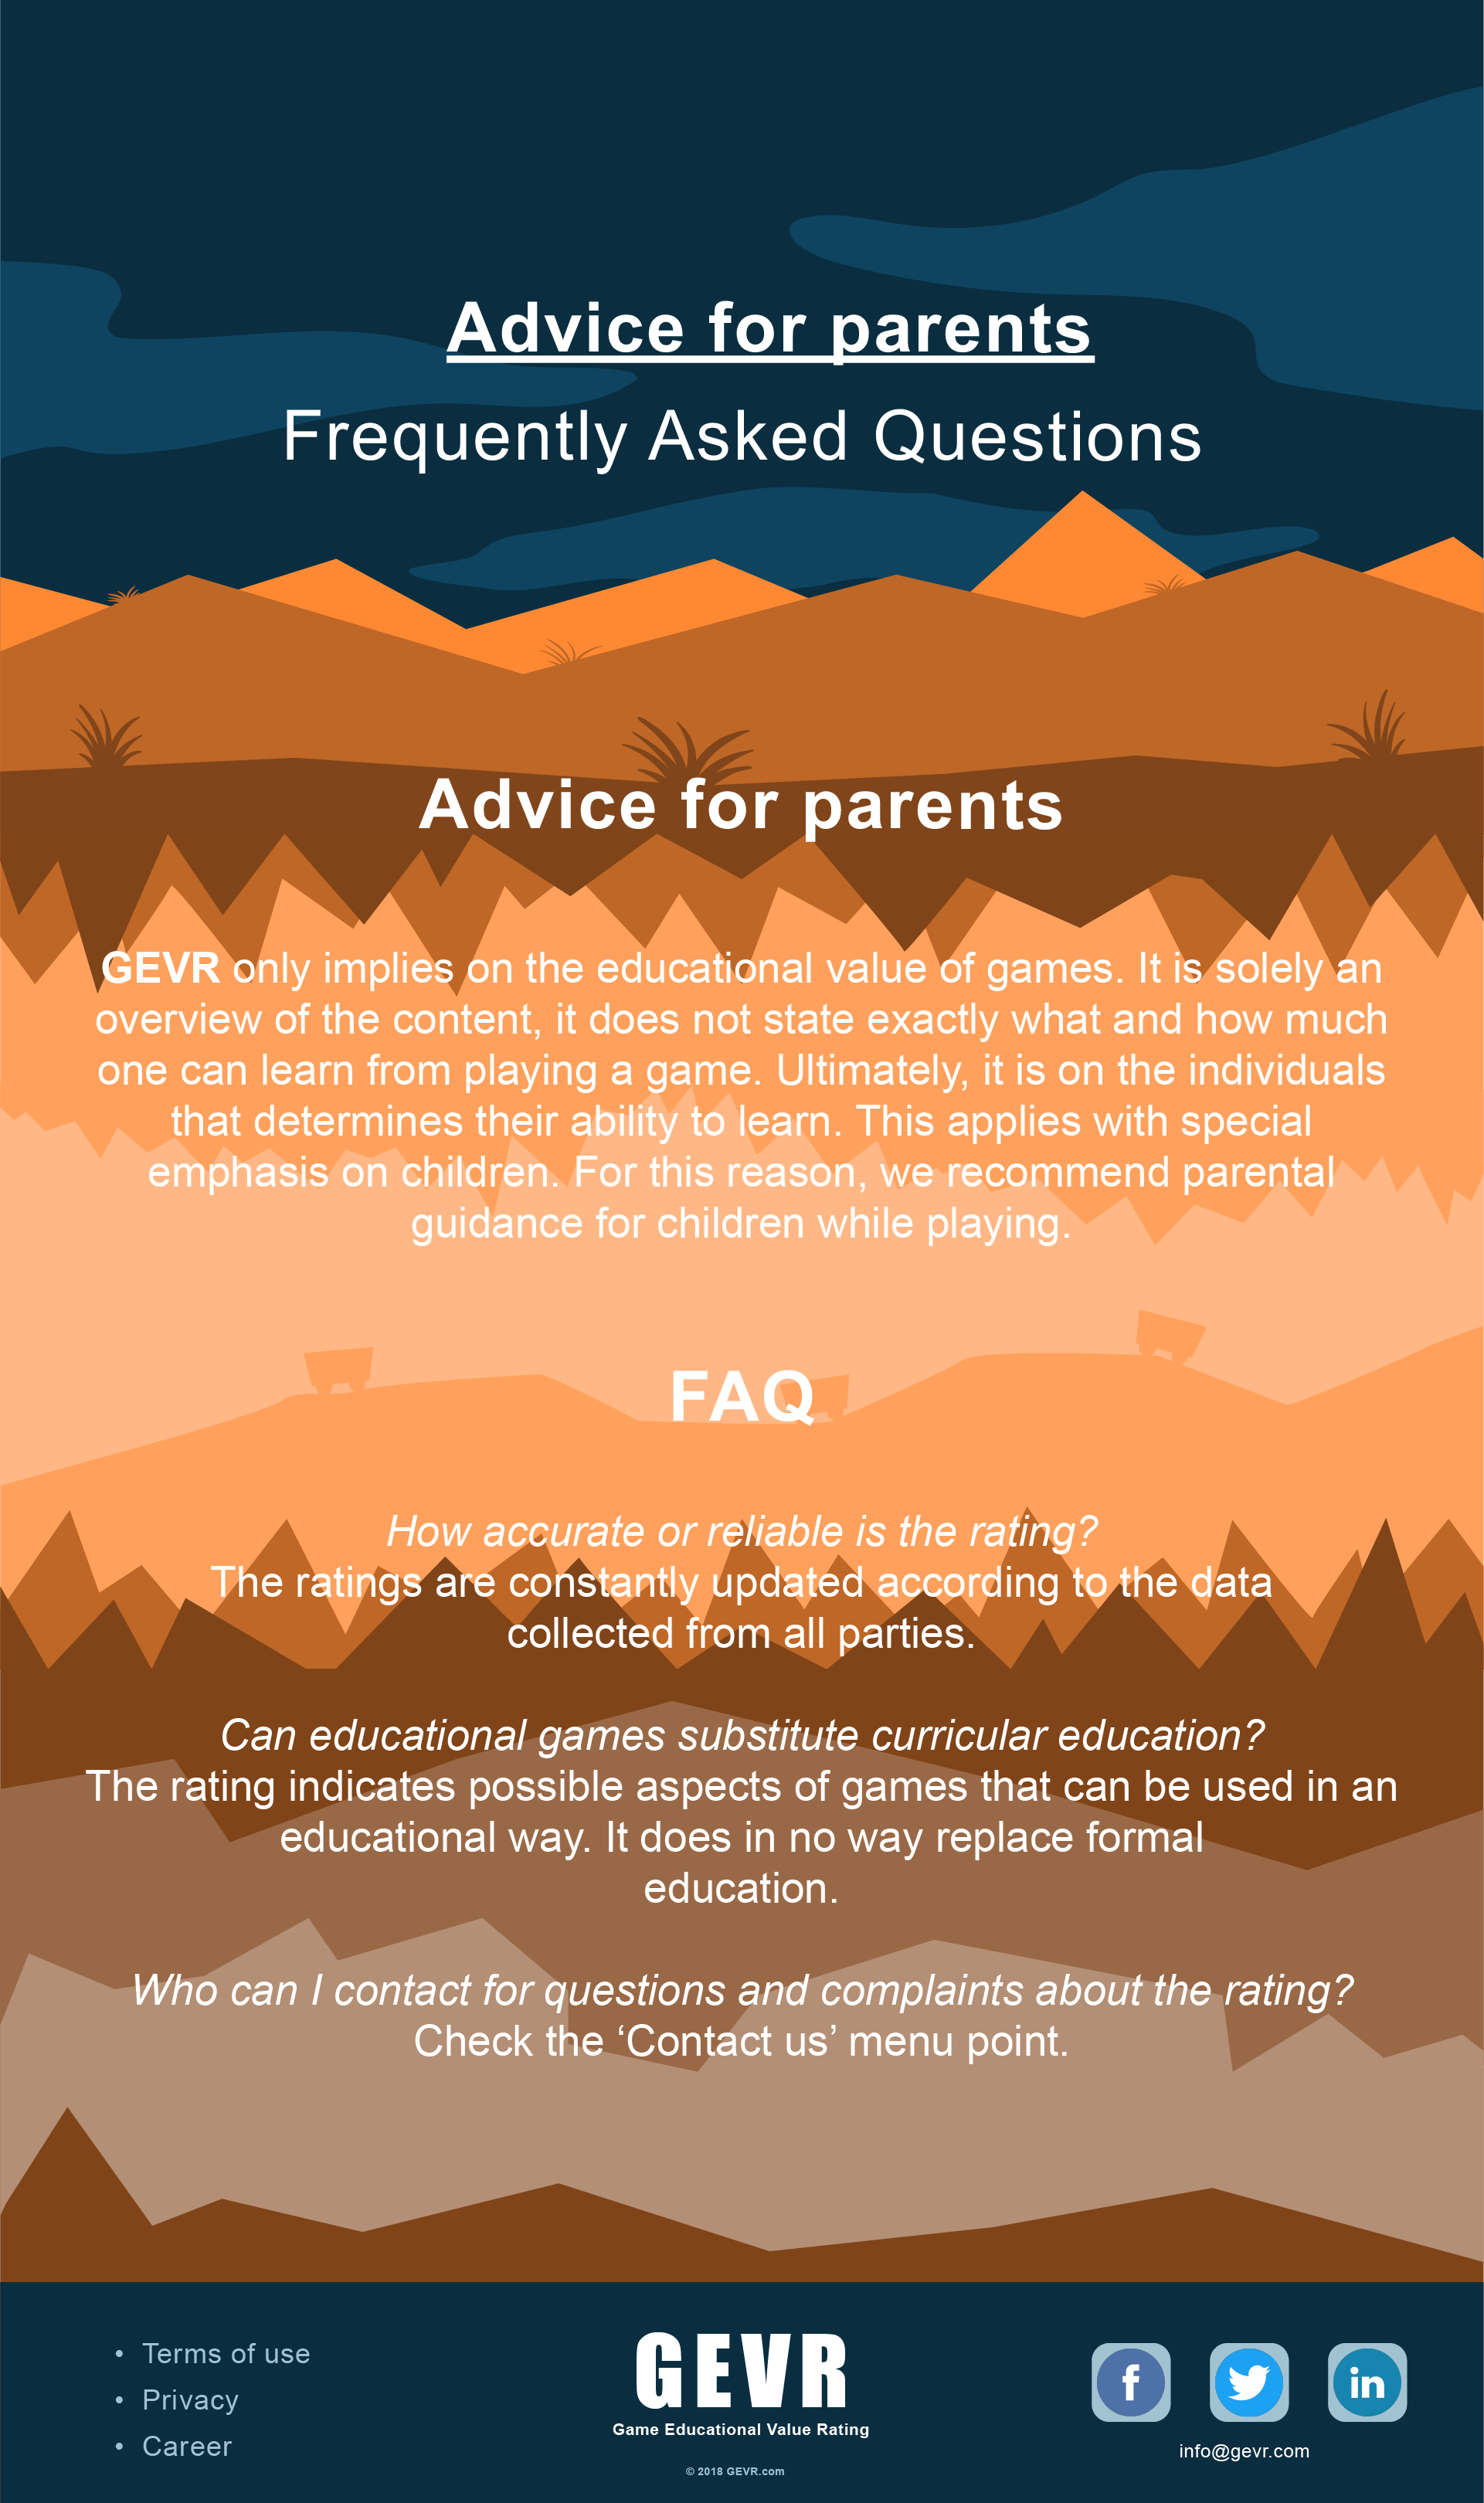 Advice for parents
Frequently Asked Questions
Advice for parents
GEVR only implies on the educational value of games. It is solely an
overview of the content, it does not state exactly what and how much
one can learn from playing a game. Ultimately, it is on the individuals
that determines their ability to learn. This applies with special
emphasis on children. For this reason, we recommend parental
guidance for children while playing.
FAQ
How accurate or reliable is the rating?
The ratings are constantly updated according to the data
collected from all parties.
Can educational games substitute curricular education?
The rating indicates possible aspects of games that can be used in an
educational way. It does in no way replace formal
education.
Who can I contact for questions and complaints about the rating?
Check the ‘Contact us’ menu point.
• Terms of use
• Privacy
• Career
GEVR
Game Educational Value Rating
© 2018 GEVR.com
f
in
info@gevr.com